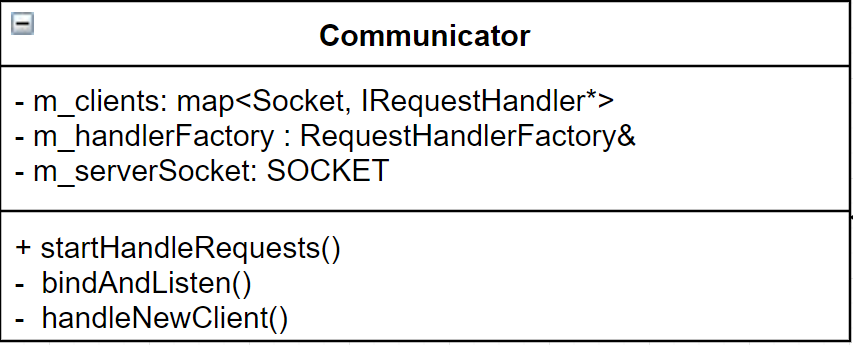 Communicator
- m_clients: map<Socket, IRequestHandler*>
- m_handlerFactory : RequestHandlerFactory&
- m_serverSocket: SOCKET
+ startHandleRequests()
- bindAndListen()
- handleNewClient()